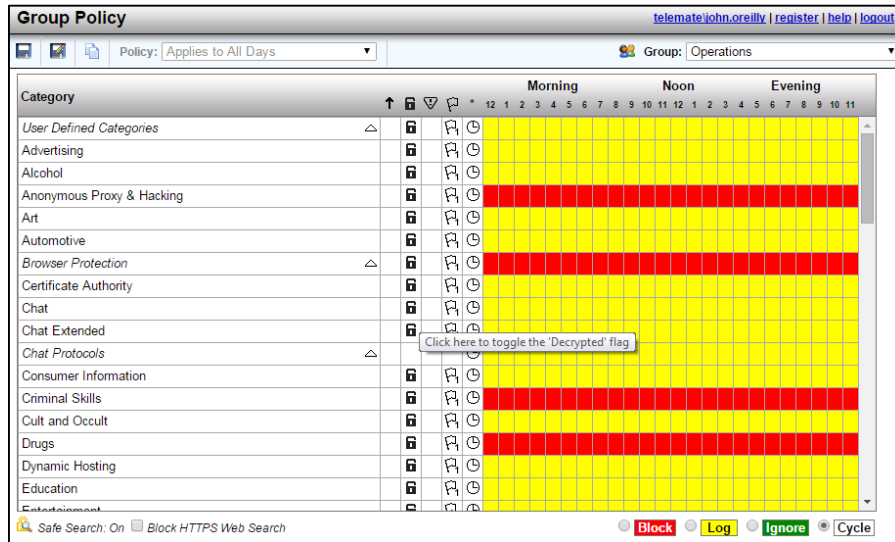 Group Policy
telemate\john.oreilly | register | help | logout
Policy: Applies to All Days
Group: Operations
Category
Morning Noon Evening
* 12 1 2 3 4 5 6 7 8 9 10 11 12 1 2 3 4 5 6 7 8 9 10 11
User Defined Categories
Advertising
Alcohol
Anonymous Proxy & Hacking
Art
Automotive
Browser Protection
Certificate Authority
Chat
Chat Extended
Click here to toggle the 'Decrypted' flag
Chat Protocols
Consumer Information
Criminal Skills
Cult and Occult
Drugs
Dynamic Hosting
Education
Entertainment
Safe Search: On Block HTTPS Web Search
Block Log Ignore Cycle